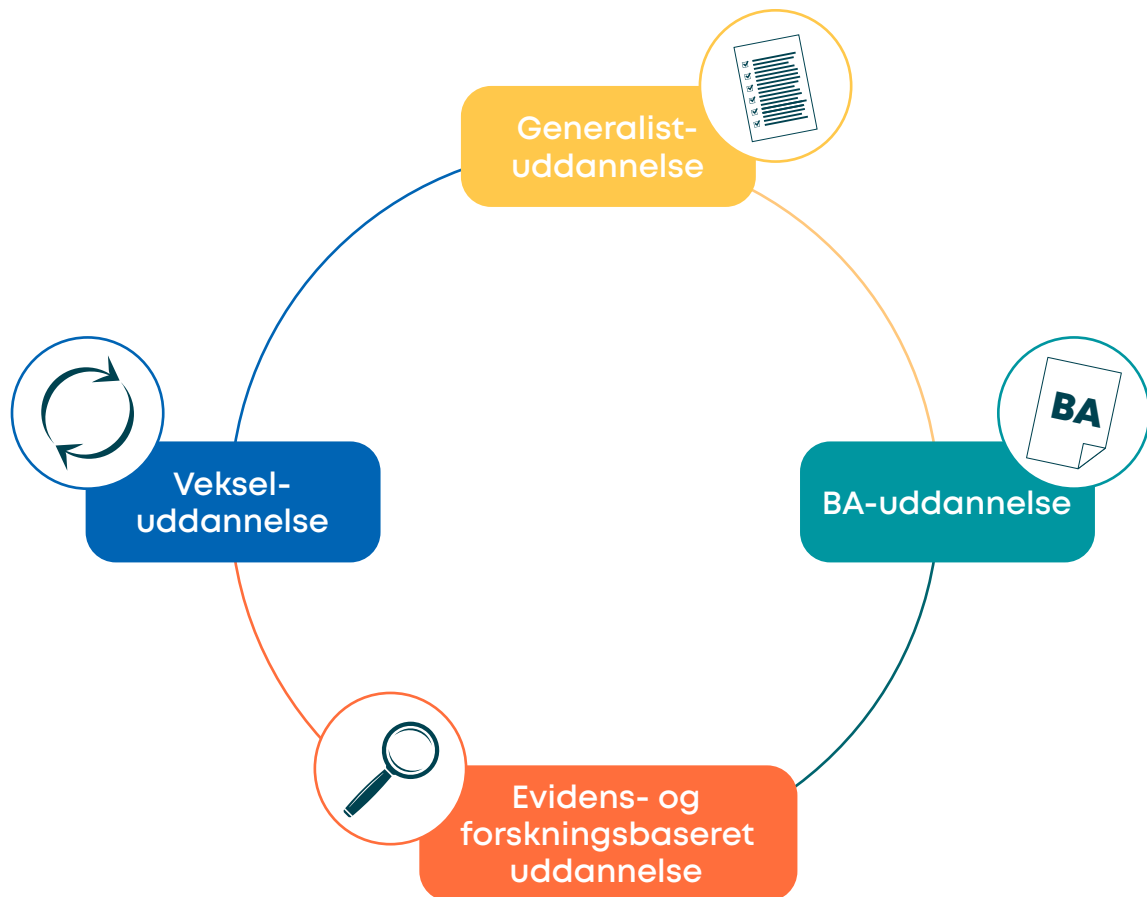 Generalist-
uddannelse
BA
BA-uddannelse
Veksel-
uddannelse
Evidens- og
forskningsbaseret
uddannelse